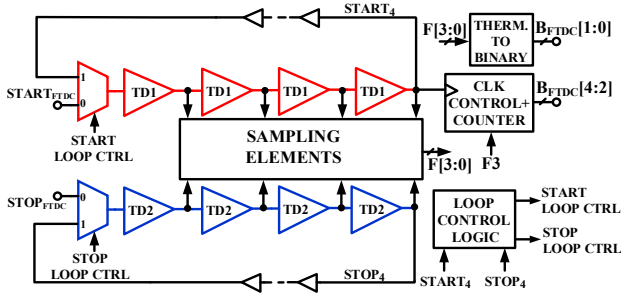 START4
F[3:0]
THERM. TO BINARY
BFTDC[1:0]
1
0
STARTFTDC
TD1
TD1
TD1
TD1
CLK CONTROL+ COUNTER
BFTDC[4:2]
START LOOP CTRL
SAMPLING ELEMENTS
F[3:0]
F3
STOPFTDC
0
1
TD2
TD2
TD2
TD2
LOOP CONTROL LOGIC
START LOOP CTRL
STOP LOOP CTRL
STOP LOOP CTRL
STOP4
START4
STOP4